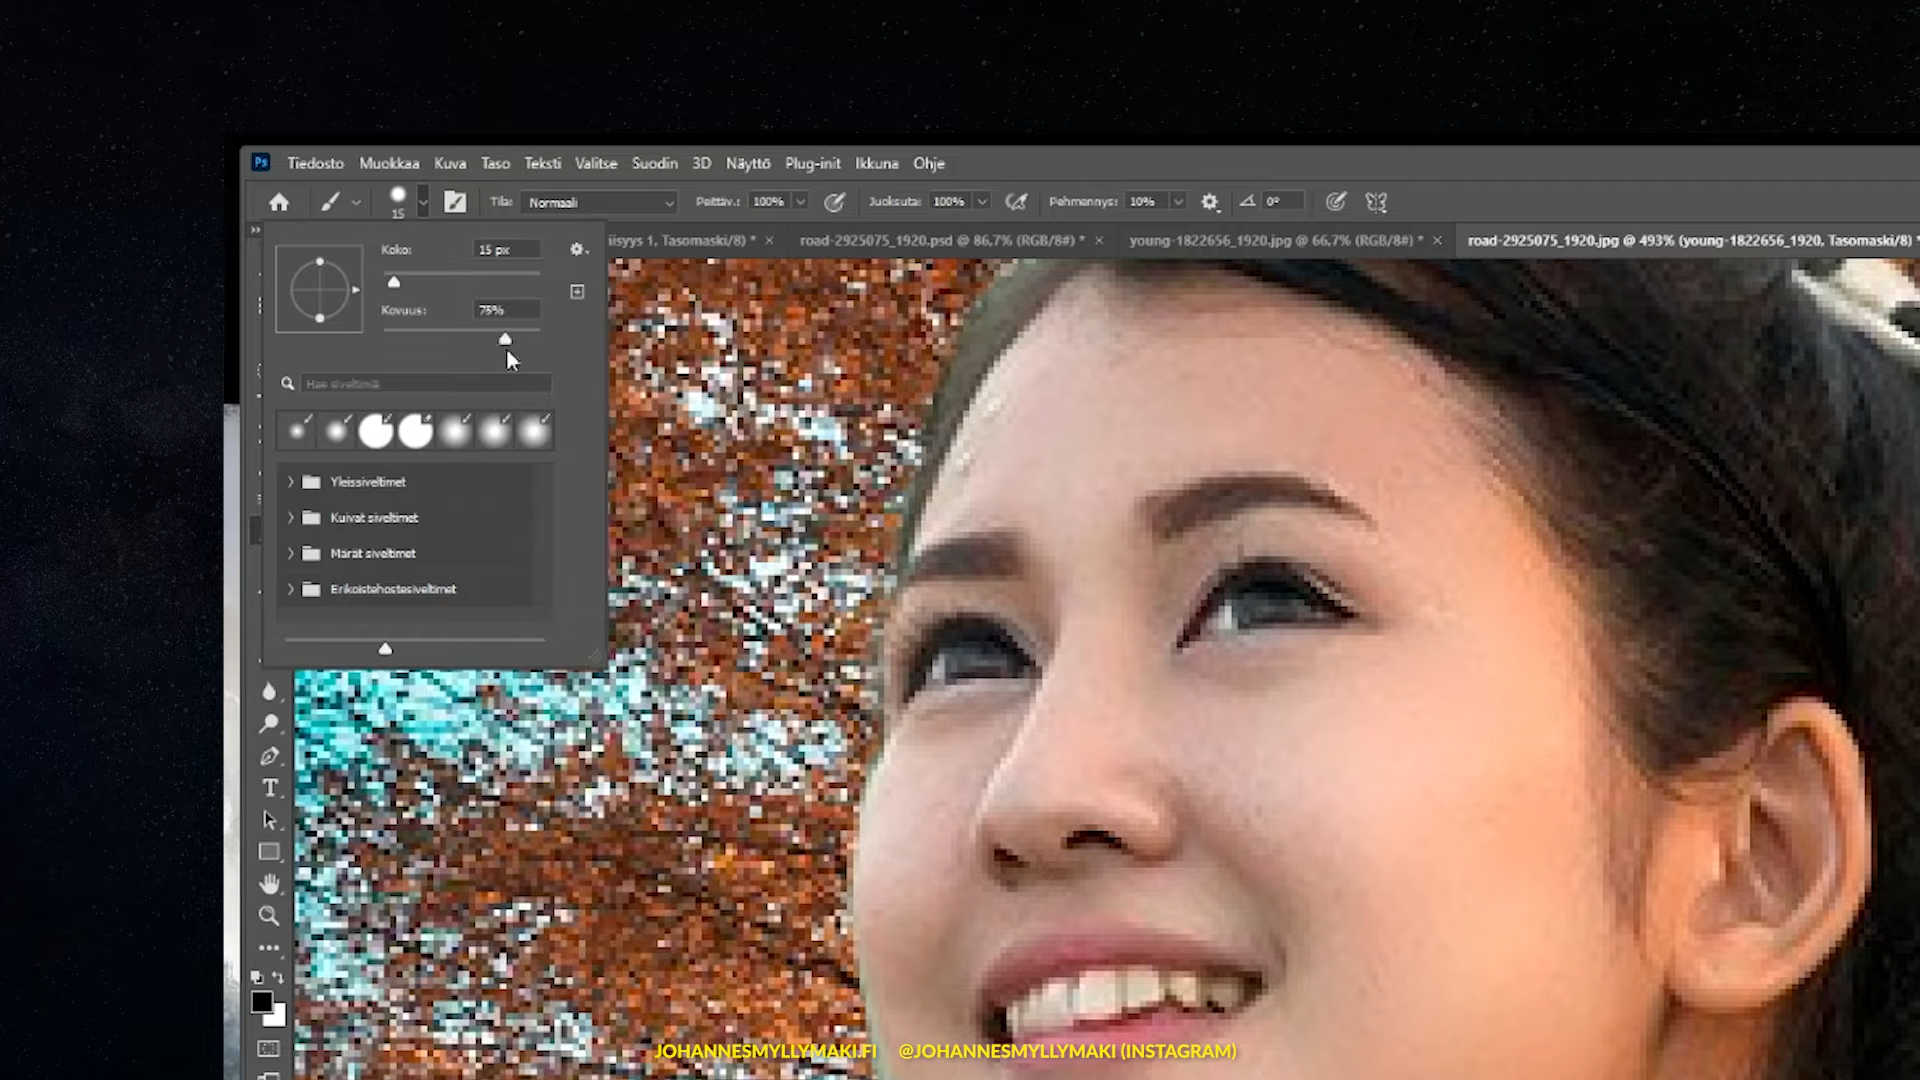 Ps Tiedosto Muokkaa Kuva Taso Teksti Valitse Suodin 3D Näyttö Plug-init Ikkuna Ohje
15 Tila: Normaali Peittäv.: 100% Juoksuta: 100% Pehmennys: 10% 0°
isyys 1, Tasomaski/8) * × road-2925075_1920.psd @ 86,7% (RGB/8#) * × young-1822656_1920.jpg @ 66,7% (RGB/8#) * × road-2925075_1920.jpg @ 493% (young-1822656_1920, Tasomaski/8) *
Koko: 15 px
Kovuus: 75%
Hae siveltimiä
Yleissiveltimet
Kuivat siveltimet
Märät siveltimet
Erikoistehostesiveltimet
JOHANNESMYLLYMAKI.FI @JOHANNESMYLLYMAKI (INSTAGRAM)